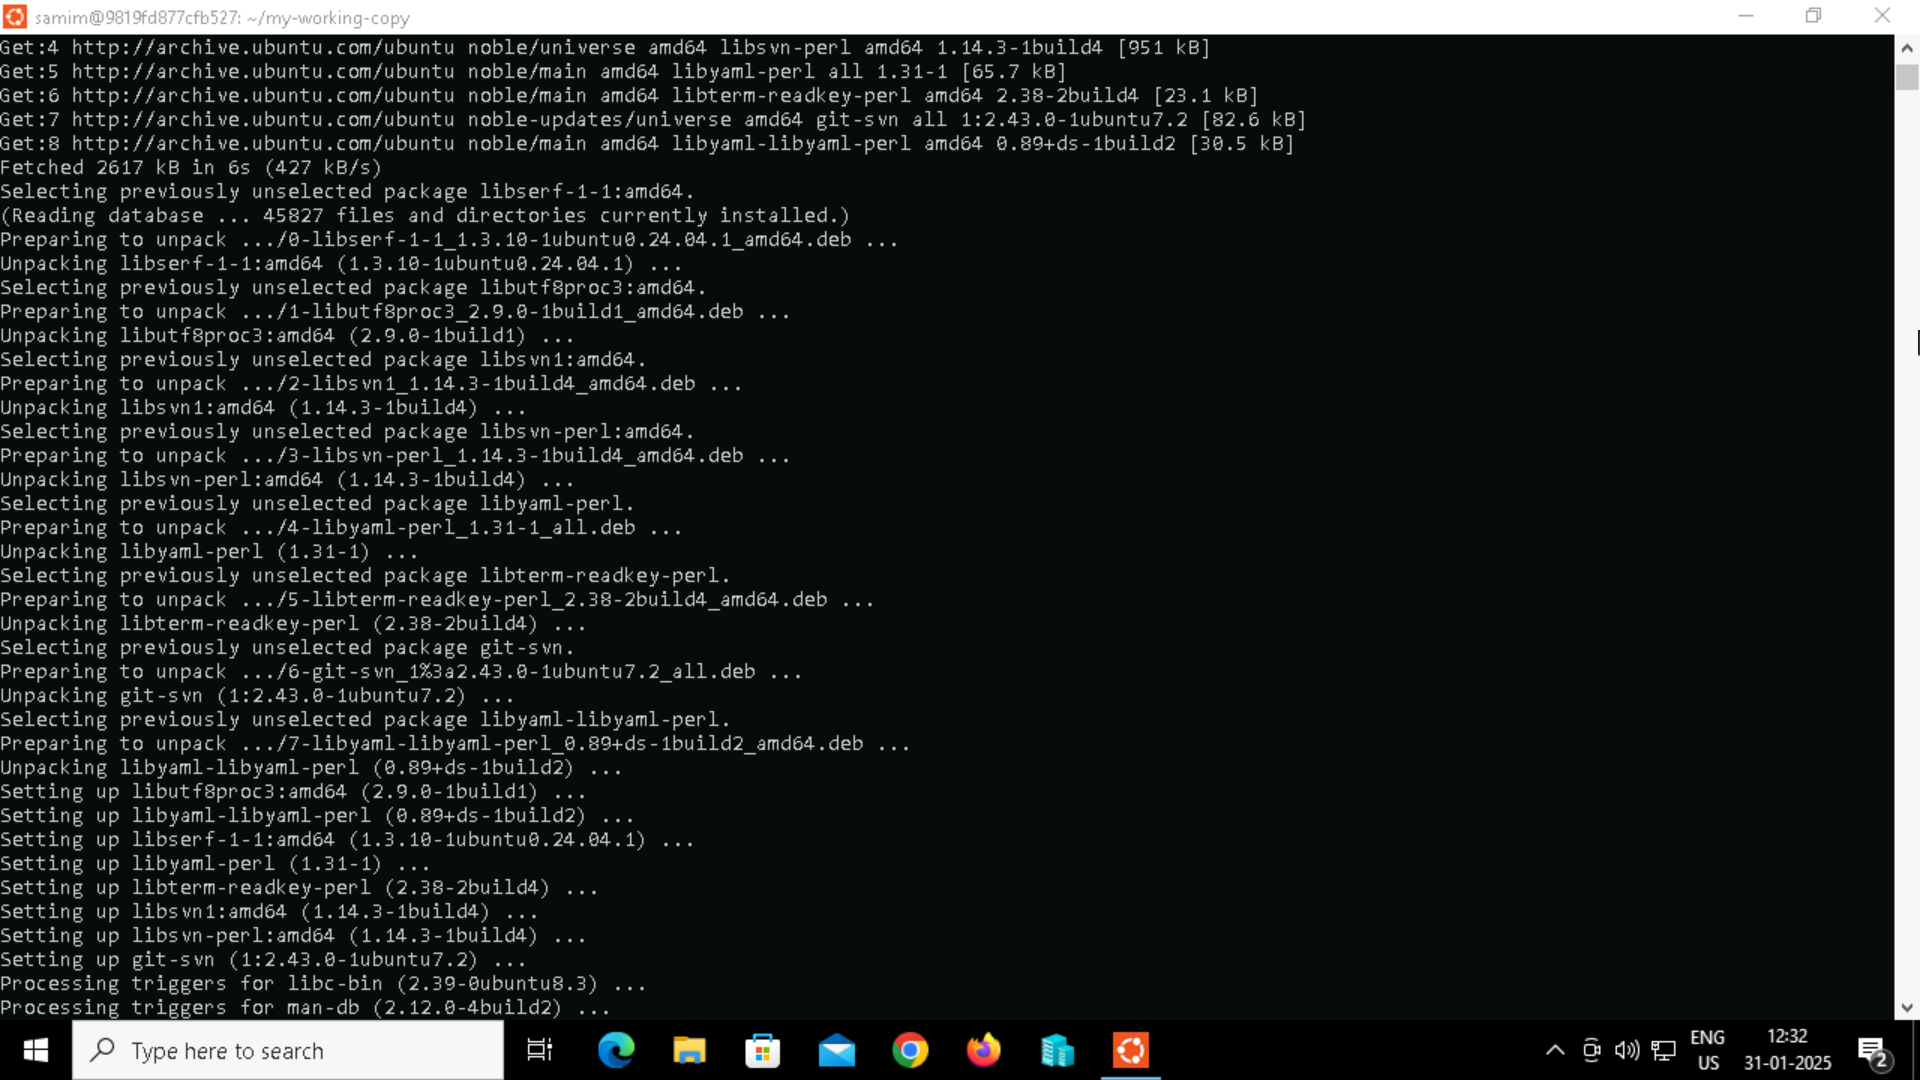 samim@9819fd877cfb527: ~/my-working-copy
Get:4 http://archive.ubuntu.com/ubuntu noble/universe amd64 libsvn-perl amd64 1.14.3-1build4 [951 kB]
Get:5 http://archive.ubuntu.com/ubuntu noble/main amd64 libyaml-perl all 1.31-1 [65.7 kB]
Get:6 http://archive.ubuntu.com/ubuntu noble/main amd64 libterm-readkey-perl amd64 2.38-2build4 [23.1 kB]
Get:7 http://archive.ubuntu.com/ubuntu noble-updates/universe amd64 git-svn all 1:2.43.0-1ubuntu7.2 [82.6 kB]
Get:8 http://archive.ubuntu.com/ubuntu noble/main amd64 libyaml-libyaml-perl amd64 0.89+ds-1build2 [30.5 kB]
Fetched 2617 kB in 6s (427 kB/s)
Selecting previously unselected package libserf-1-1:amd64.
(Reading database ... 45827 files and directories currently installed.)
Preparing to unpack .../0-libserf-1-1_1.3.10-1ubuntu0.24.04.1_amd64.deb ...
Unpacking libserf-1-1:amd64 (1.3.10-1ubuntu0.24.04.1) ...
Selecting previously unselected package libutf8proc3:amd64.
Preparing to unpack .../1-libutf8proc3_2.9.0-1build1_amd64.deb ...
Unpacking libutf8proc3:amd64 (2.9.0-1build1) ...
Selecting previously unselected package libsvn1:amd64.
Preparing to unpack .../2-libsvn1_1.14.3-1build4_amd64.deb ...
Unpacking libsvn1:amd64 (1.14.3-1build4) ...
Selecting previously unselected package libsvn-perl:amd64.
Preparing to unpack .../3-libsvn-perl_1.14.3-1build4_amd64.deb ...
Unpacking libsvn-perl:amd64 (1.14.3-1build4) ...
Selecting previously unselected package libyaml-perl.
Preparing to unpack .../4-libyaml-perl_1.31-1_all.deb ...
Unpacking libyaml-perl (1.31-1) ...
Selecting previously unselected package libterm-readkey-perl.
Preparing to unpack .../5-libterm-readkey-perl_2.38-2build4_amd64.deb ...
Unpacking libterm-readkey-perl (2.38-2build4) ...
Selecting previously unselected package git-svn.
Preparing to unpack .../6-git-svn_1%3a2.43.0-1ubuntu7.2_all.deb ...
Unpacking git-svn (1:2.43.0-1ubuntu7.2) ...
Selecting previously unselected package libyaml-libyaml-perl.
Preparing to unpack .../7-libyaml-libyaml-perl_0.89+ds-1build2_amd64.deb ...
Unpacking libyaml-libyaml-perl (0.89+ds-1build2) ...
Setting up libutf8proc3:amd64 (2.9.0-1build1) ...
Setting up libyaml-libyaml-perl (0.89+ds-1build2) ...
Setting up libserf-1-1:amd64 (1.3.10-1ubuntu0.24.04.1) ...
Setting up libyaml-perl (1.31-1) ...
Setting up libterm-readkey-perl (2.38-2build4) ...
Setting up libsvn1:amd64 (1.14.3-1build4) ...
Setting up libsvn-perl:amd64 (1.14.3-1build4) ...
Setting up git-svn (1:2.43.0-1ubuntu7.2) ...
Processing triggers for libc-bin (2.39-0ubuntu8.3) ...
Processing triggers for man-db (2.12.0-4build2) ...
Type here to search
ENG
US
12:32
31-01-2025
2